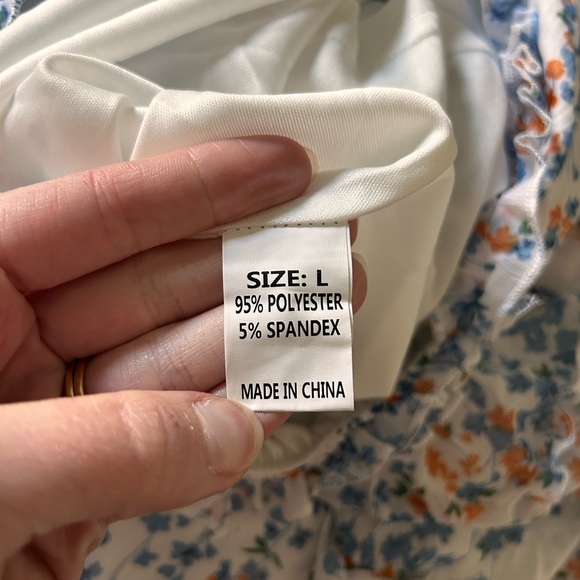 SIZE: L
95% POLYESTER
5% SPANDEX
MADE IN CHINA